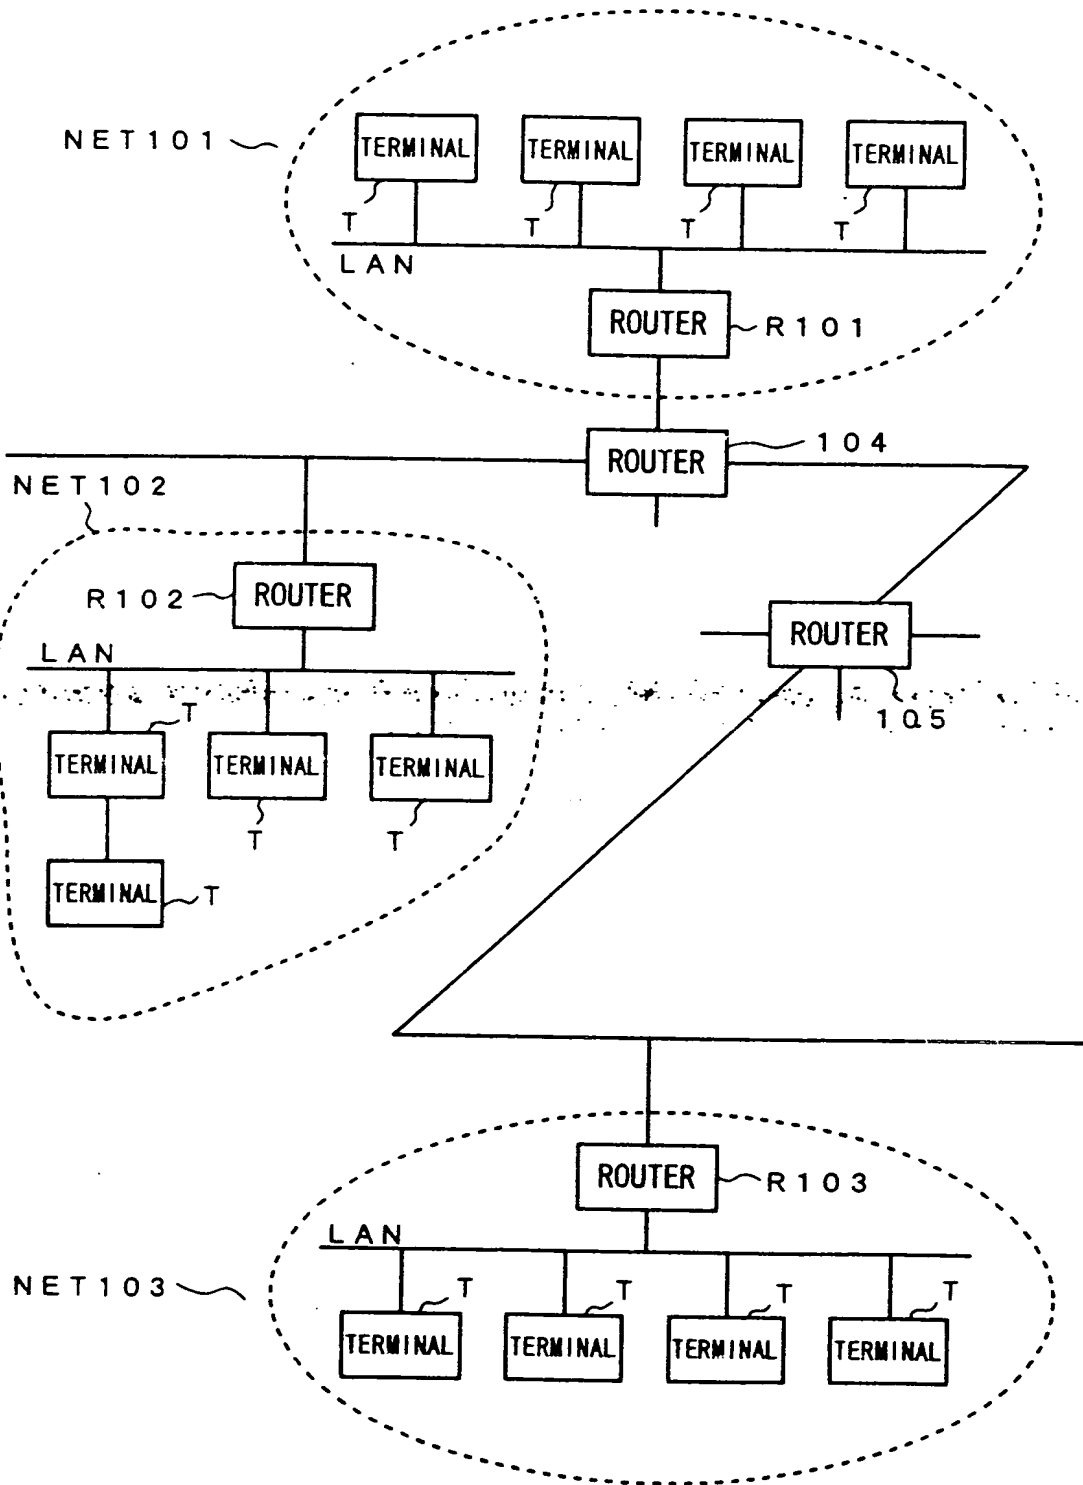 NET101
TERMINAL TERMINAL TERMINAL TERMINAL
T T T T
LAN
ROUTER R101
ROUTER 104
NET102
R102 ROUTER
LAN
ROUTER
105
T
TERMINAL TERMINAL TERMINAL
T T
TERMINAL T
ROUTER R103
LAN
NET103
T T T T
TERMINAL TERMINAL TERMINAL TERMINAL